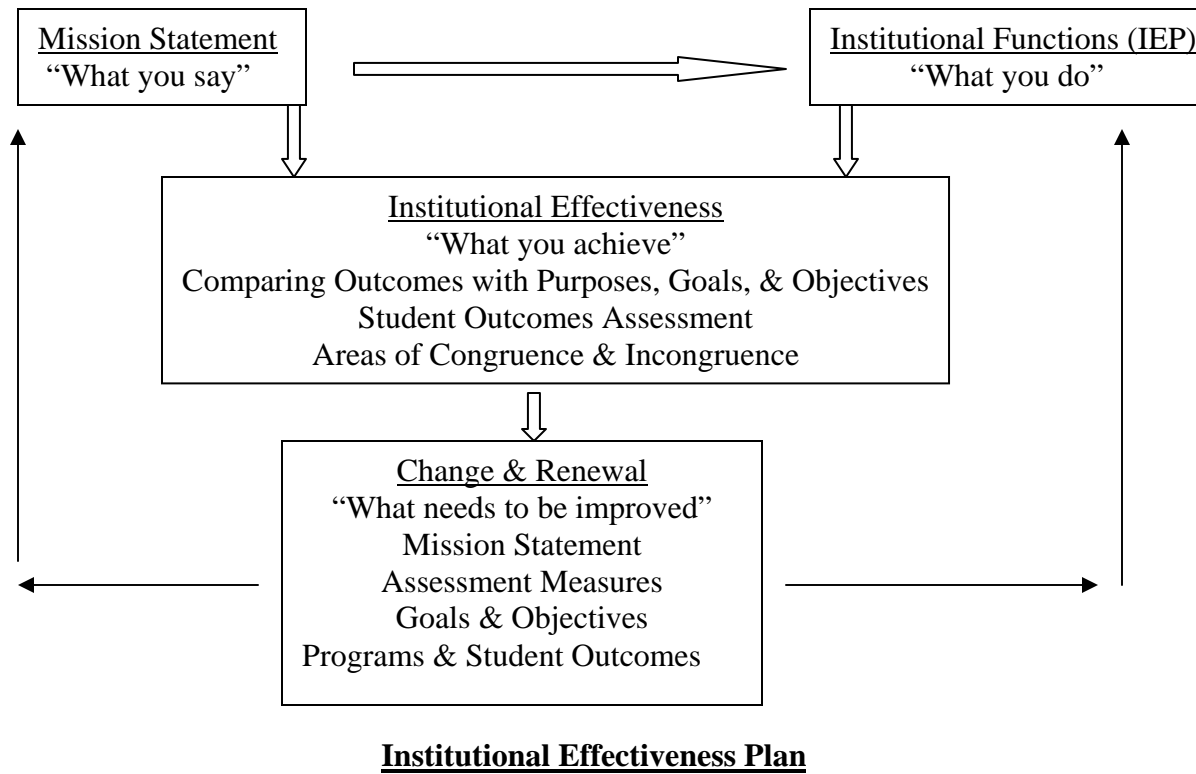 Mission Statement
“What you say”
Institutional Functions (IEP)
“What you do”
Institutional Effectiveness
“What you achieve”
Comparing Outcomes with Purposes, Goals, & Objectives
Student Outcomes Assessment
Areas of Congruence & Incongruence
Change & Renewal
“What needs to be improved”
Mission Statement
Assessment Measures
Goals & Objectives
Programs & Student Outcomes
Institutional Effectiveness Plan